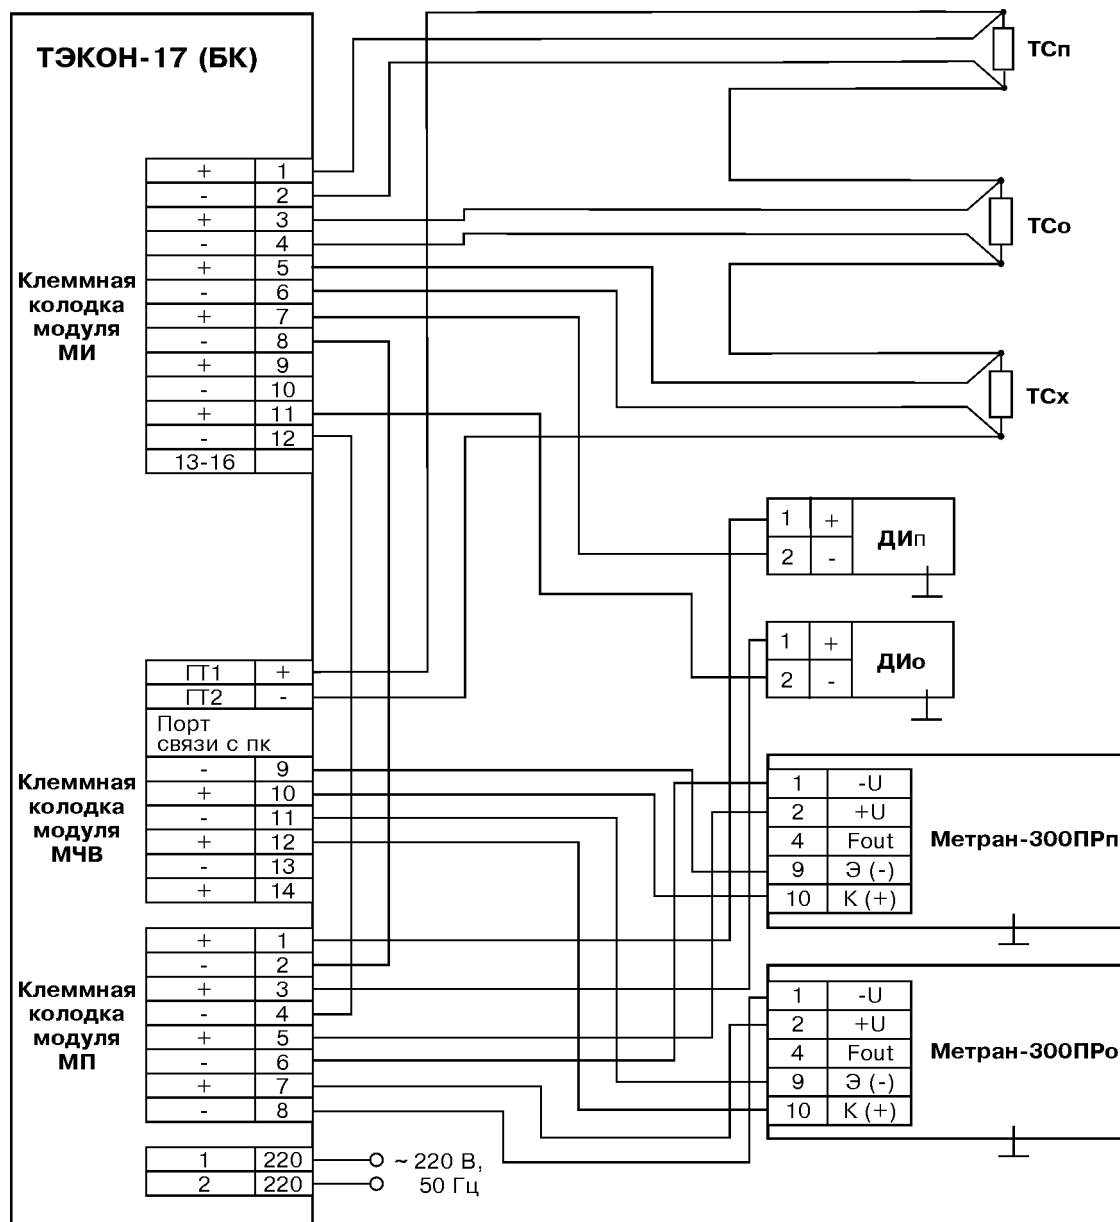 ТЭКОН-17 (БК)
Клеммная
колодка
модуля
МИ
+ 1
- 2
+ 3
- 4
+ 5
- 6
+ 7
- 8
+ 9
- 10
+ 11
- 12
13-16
ГТ1 +
ГТ2 -
Порт
связи с пк
Клеммная
колодка
модуля
МЧВ
- 9
+ 10
- 11
+ 12
- 13
+ 14
Клеммная
колодка
модуля
МП
+ 1
- 2
+ 3
- 4
+ 5
- 6
+ 7
- 8
1 220
2 220
~ 220 В,
50 Гц
ТСп
ТСо
ТСх
1 +
2 -
ДИп
1 +
2 -
ДИо
1 -U
2 +U
4 Fout
9 Э (-)
10 К (+)
Метран-300ПРп
1 -U
2 +U
4 Fout
9 Э (-)
10 К (+)
Метран-300ПРо